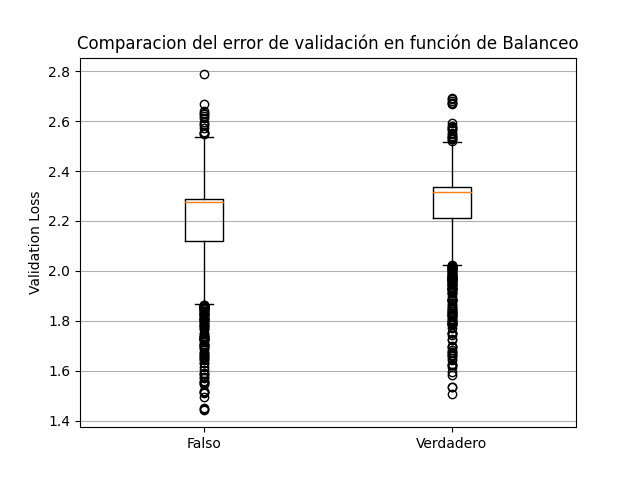 Comparacion del error de validación en función de Balanceo
2.8
2.6
2.4
2.2
2.0
1.8
1.6
1.4
Validation Loss
Falso
Verdadero